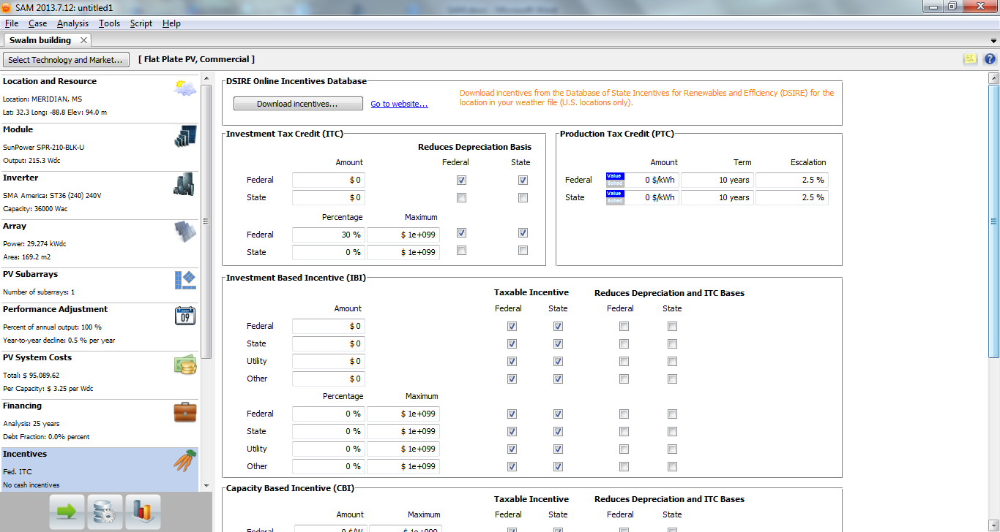 SAM 2013.7.12: untitled1
File Case Analysis Tools Script Help
Swalm building
Select Technology and Market... [ Flat Plate PV, Commercial ]
Location and Resource
Location: MERIDIAN, MS
Lat: 32.3 Long: -88.8 Elev: 94.0 m
Module
SunPower SPR-210-BLK-U
Output: 215.3 Wdc
Inverter
SMA America: ST36 (240) 240V
Capacity: 36000 Wac
Array
Power: 29.274 kWdc
Area: 169.2 m2
PV Subarrays
Number of subarrays: 1
Performance Adjustment
Percent of annual output: 100 %
Year-to-year decline: 0.5 % per year
09
PV System Costs
Total: $ 95,089.62
Per Capacity: $ 3.25 per Wdc
Financing
Analysis: 25 years
Debt Fraction: 0.0% percent
Incentives
Fed. ITC
No cash incentives
DSIRE Online Incentives Database
Download incentives... Go to website...
Download incentives from the Database of State Incentives for Renewables and Efficiency (DSIRE) for the
location in your weather file (U.S. locations only).
Investment Tax Credit (ITC)
Reduces Depreciation Basis
Amount Federal State
Federal $ 0
State $ 0
Percentage Maximum
Federal 30 % $ 1e+099
State 0 % $ 1e+099
Production Tax Credit (PTC)
Amount Term Escalation
Federal Value Sched 0 $/kWh 10 years 2.5 %
State Value Sched 0 $/kWh 10 years 2.5 %
Investment Based Incentive (IBI)
Taxable Incentive Reduces Depreciation and ITC Bases
Amount Federal State Federal State
Federal $ 0
State $ 0
Utility $ 0
Other $ 0
Percentage Maximum
Federal 0 % $ 1e+099
State 0 % $ 1e+099
Utility 0 % $ 1e+099
Other 0 % $ 1e+099
Capacity Based Incentive (CBI)
Taxable Incentive Reduces Depreciation and ITC Bases
Amount Maximum Federal State Federal State
Federal 0 $/W $ 1e+099